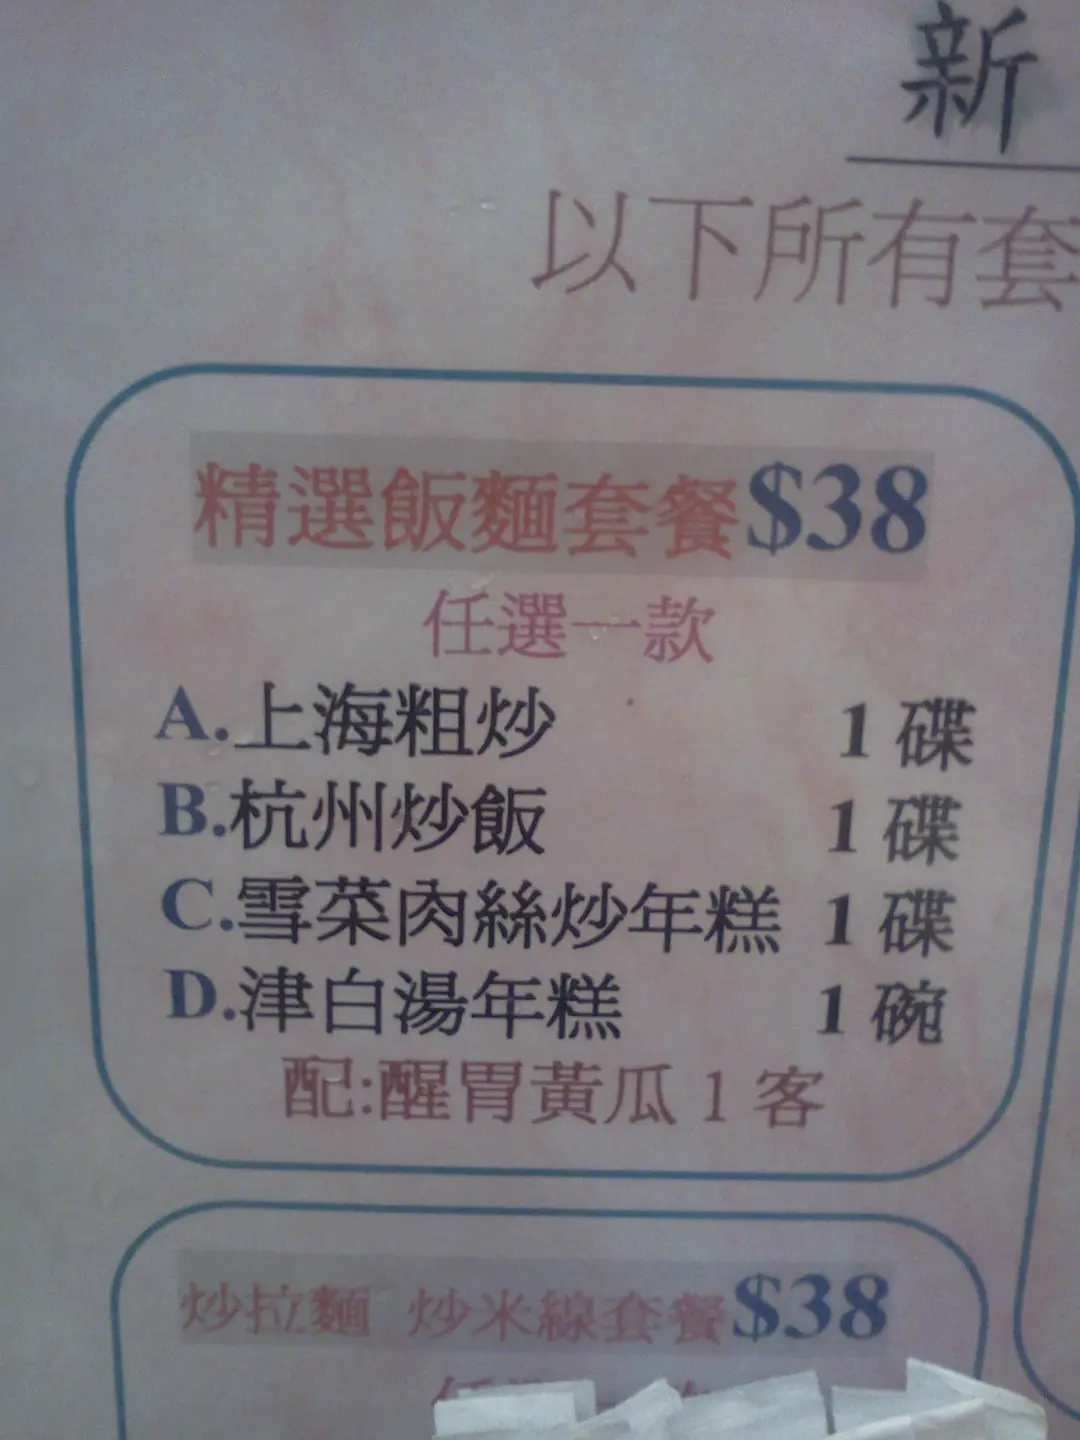 新
以下所有套
精選飯麵套餐$38
任選一款
A.上海粗炒 1 碟
B.杭州炒飯 1 碟
C.雪菜肉絲炒年糕 1 碟
D.津白湯年糕 1 碗
配:醒胃黃瓜 1 客
炒拉麵 炒米線套餐$38